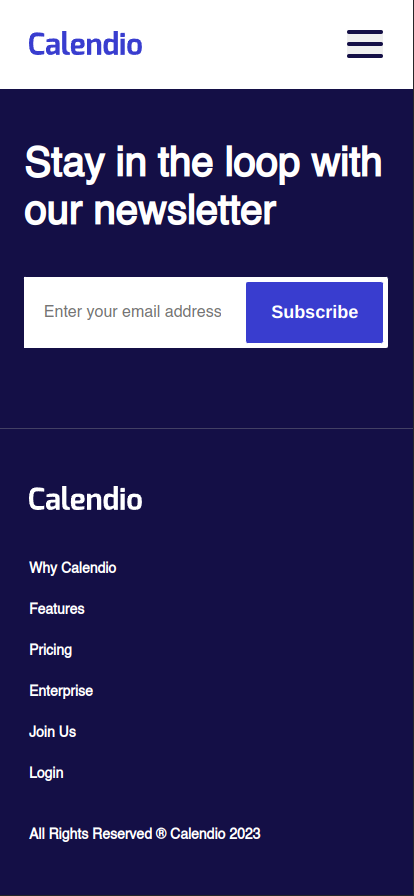 Calendio
Stay in the loop with
our newsletter
Enter your email address
Subscribe
Calendio
Why Calendio
Features
Pricing
Enterprise
Join Us
Login
All Rights Reserved ® Calendio 2023